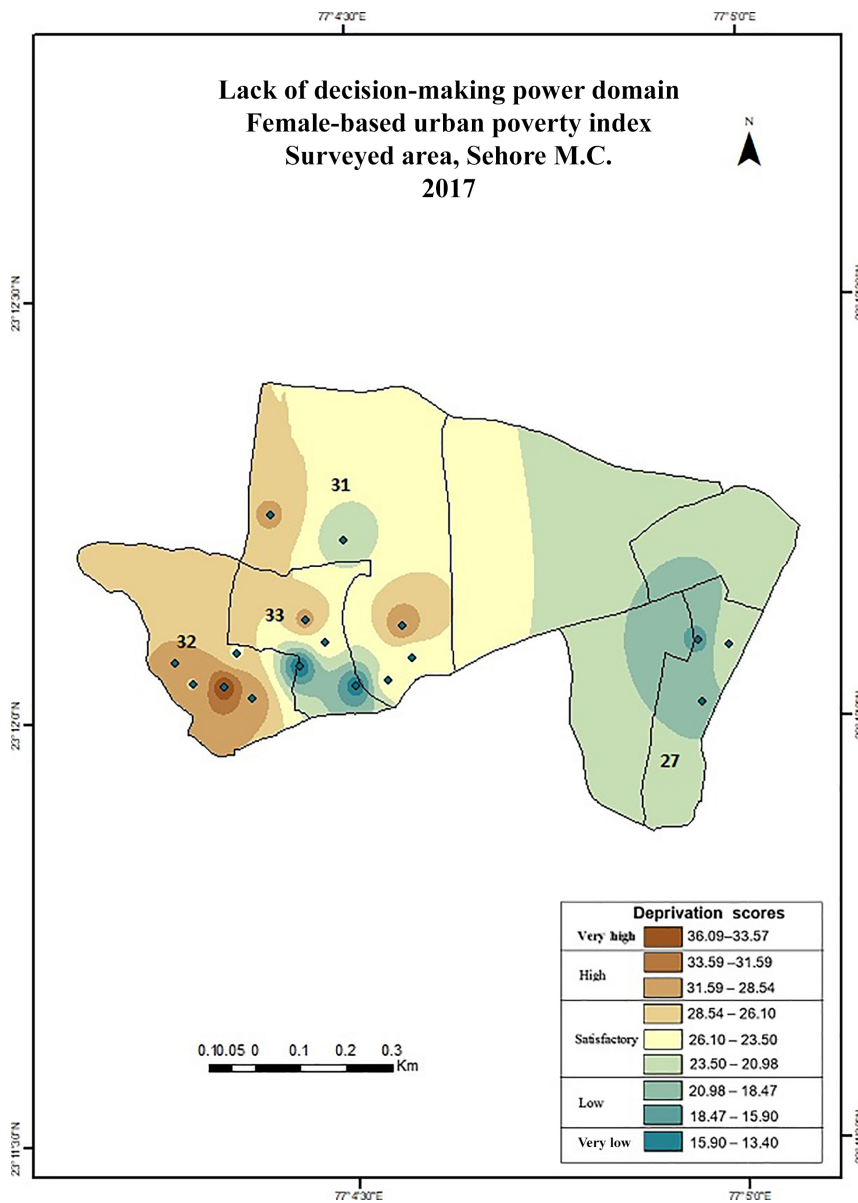 77°4'30"E 77°5'0"E
Lack of decision-making power domain
Female-based urban poverty index
Surveyed area, Sehore M.C.
2017
N
23°12'30"N
31
33
32
23°12'0"N
27
Deprivation scores
Very high 36.09–33.57
High
33.59–31.59
31.59 – 28.54
Satisfactory
28.54 – 26.10
26.10 – 23.50
23.50 – 20.98
Low
20.98 – 18.47
18.47 – 15.90
Very low 15.90 – 13.40
0.10.05 0 0.1 0.2 0.3
Km
23°11'30"N
77°4'30"E 77°5'0"E